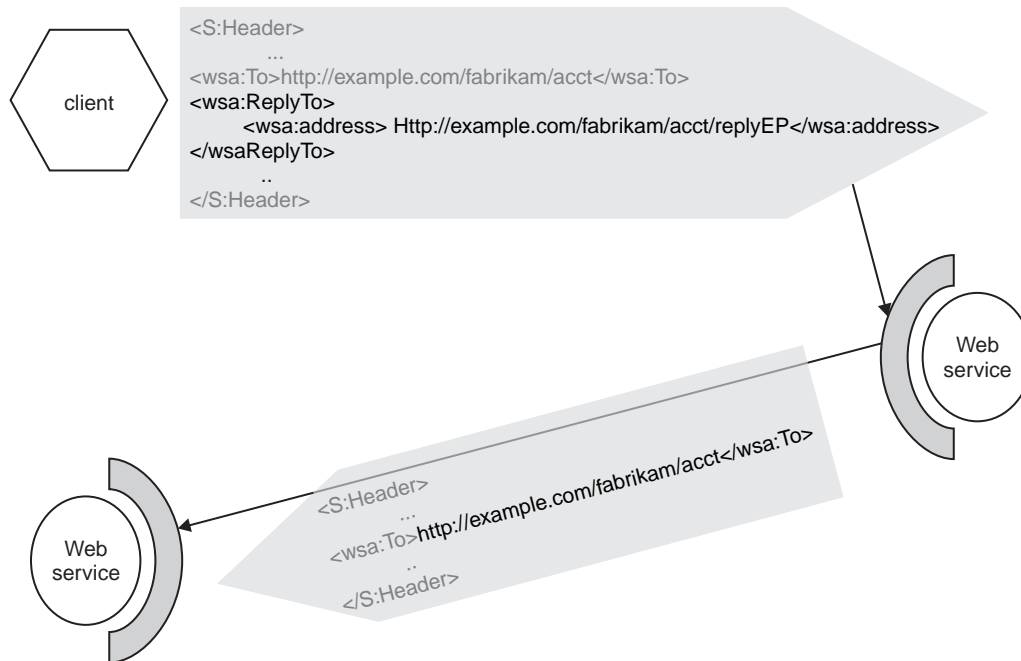 client
<S:Header>
...
<wsa:To>http://example.com/fabrikam/acct</wsa:To>
<wsa:ReplyTo>
<wsa:address> Http://example.com/fabrikam/acct/replyEP</wsa:address>
</wsaReplyTo>
..
</S:Header>
Web
service
<S:Header>
...
<wsa:To>http://example.com/fabrikam/acct</wsa:To>
..
</S:Header>
Web
service